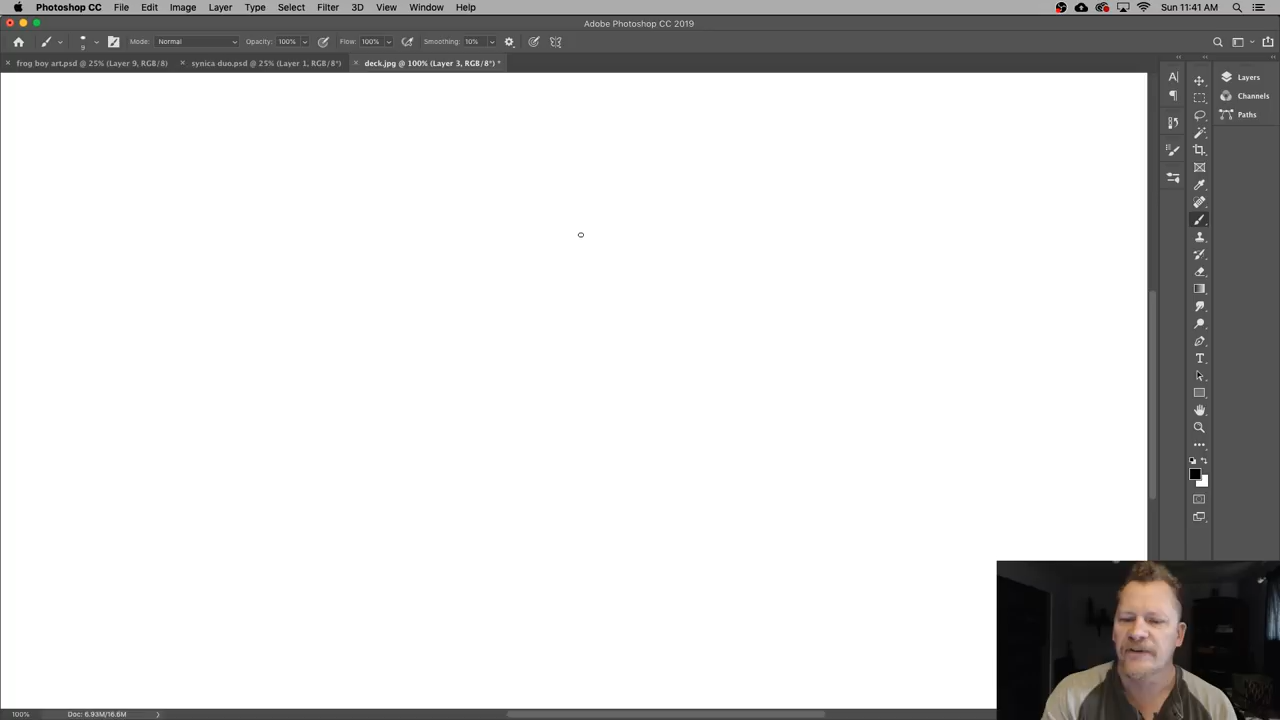 Photoshop CC File Edit Image Layer Type Select Filter 3D View Window Help Sun 11:41 AM
Adobe Photoshop CC 2019
9 Mode: Normal Opacity: 100% Flow: 100% Smoothing: 10%
frog boy art.psd @ 25% (Layer 9, RGB/8) synica duo.psd @ 25% (Layer 1, RGB/8*) deck.jpg @ 100% (Layer 3, RGB/8*) *
Layers
Channels
Paths
100% Doc: 6.93M/16.6M